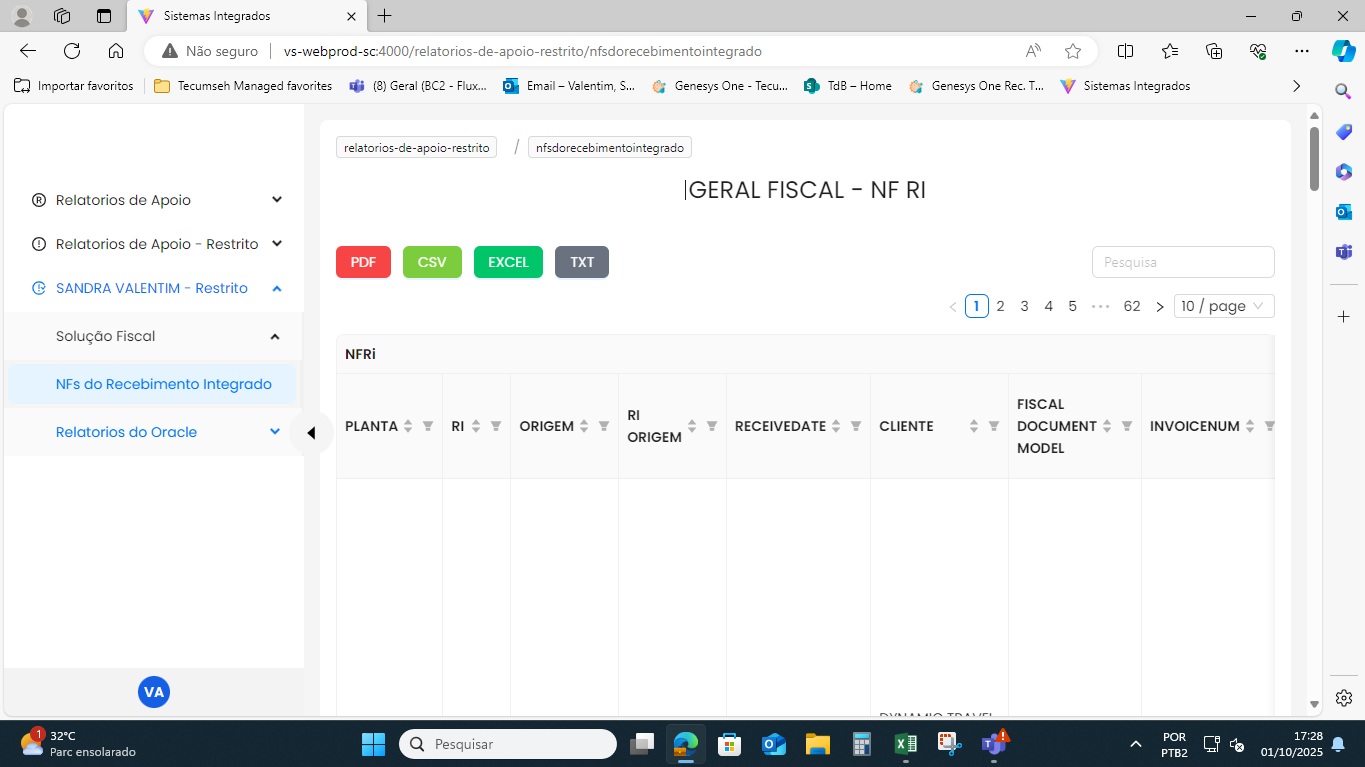 Sistemas Integrados
Não seguro
vs-webprod-sc:4000/relatorios-de-apoio-restrito/nfsdorecebimentointegrado
Importar favoritos
Tecumseh Managed favorites
(8) Geral (BC2 - Flux...
Email – Valentim, S...
Genesys One - Tecu...
TdB – Home
Genesys One Rec. T...
Sistemas Integrados
relatorios-de-apoio-restrito / nfsdorecebimentointegrado
GERAL FISCAL - NF RI
Relatorios de Apoio
Relatorios de Apoio - Restrito
SANDRA VALENTIM - Restrito
Solução Fiscal
NFs do Recebimento Integrado
Relatorios do Oracle
VA
PDF
CSV
EXCEL
TXT
Pesquisa
1 2 3 4 5 ••• 62
10 / page
NFRi
PLANTA
RI
ORIGEM
RI
ORIGEM
RECEIVEDATE
CLIENTE
FISCAL
DOCUMENT
MODEL
INVOICENUM
DYNAMIC TRAVEL
1
32°C
Parc ensolarado
Pesquisar
POR
PTB2
17:28
01/10/2025